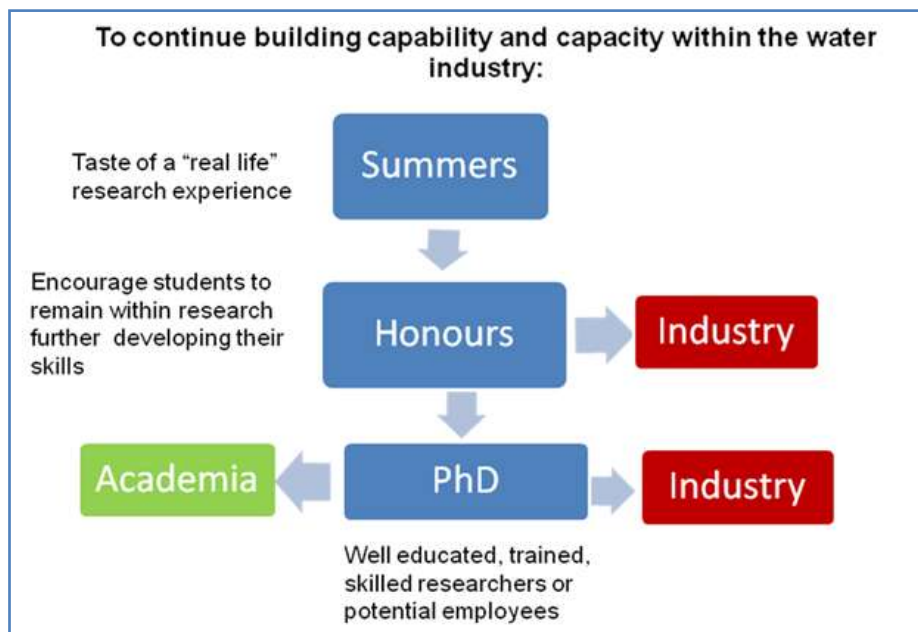 To continue building capability and capacity within the water
industry:
Summers
Taste of a “real life”
research experience
Encourage students to
remain within research
further developing their
skills
Honours
Industry
Academia
PhD
Industry
Well educated, trained,
skilled researchers or
potential employees